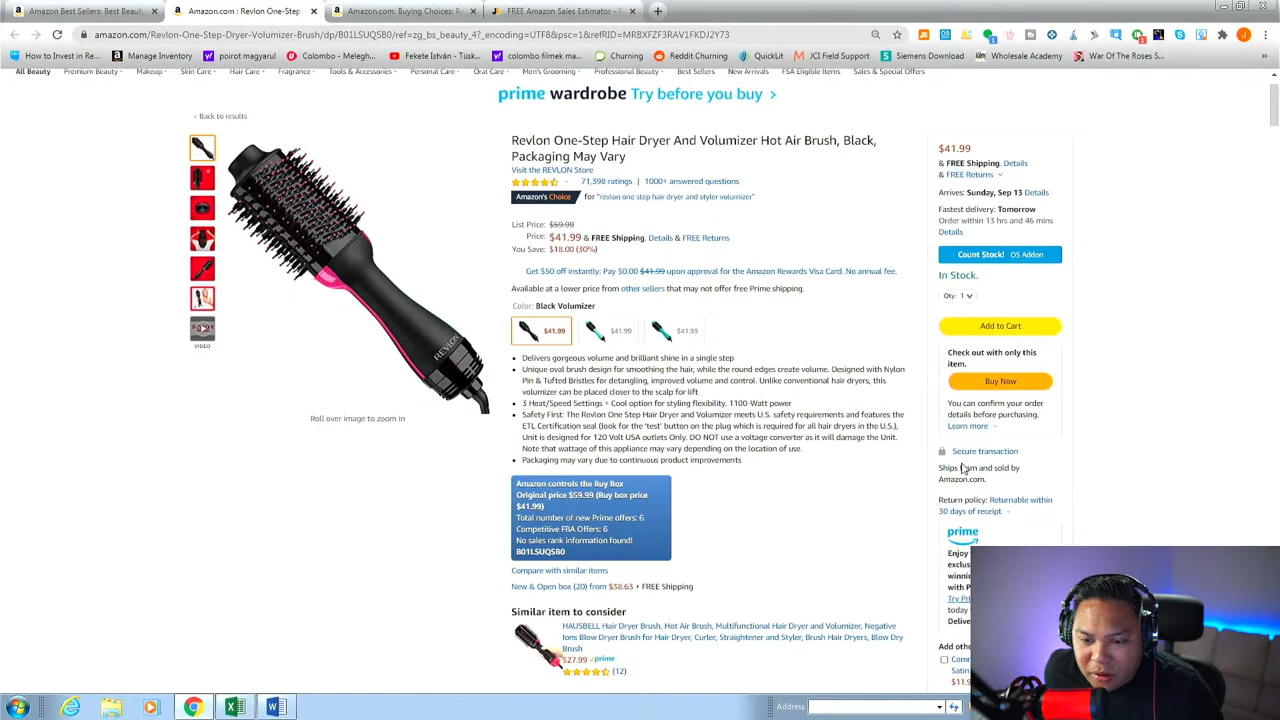 Amazon Best Sellers: Best Beauty
Amazon.com : Revlon One-Step
Amazon.com: Buying Choices: Re
FREE Amazon Sales Estimator - P
amazon.com/Revlon-One-Step-Hair-Dryer-Volumizer-Brush/dp/B01LSUQSB0/ref=zg_bs_beauty_4?_encoding=UTF8&psc=1&refRID=MRBXFZF3RAV1FKDJ2Y73
How to Invest in Re...
Manage Inventory
poirot magyarul
Colombo - Melegh...
Fekete István - Tüsk...
colombo filmek ma...
Churning
Reddit Churning
QuickLit
JCI Field Support
Siemens Download
Wholesale Academy
War Of The Roses S...
All Beauty Premium Beauty Makeup Skin Care Hair Care Fragrance Tools & Accessories Personal Care Oral Care Men's Grooming Professional Beauty Best Sellers New Arrivals FSA Eligible Items Sales & Special Offers
prime wardrobe Try before you buy >
‹ Back to results
VIDEO
REVLON
Roll over image to zoom in
Revlon One-Step Hair Dryer And Volumizer Hot Air Brush, Black,
Packaging May Vary
Visit the REVLON Store
71,398 ratings | 1000+ answered questions
Amazon's Choice for "revlon one step hair dryer and styler volumizer"
List Price: $59.99
Price: $41.99 & FREE Shipping. Details & FREE Returns
You Save: $18.00 (30%)
Get $50 off instantly: Pay $0.00 $41.99 upon approval for the Amazon Rewards Visa Card. No annual fee.
Available at a lower price from other sellers that may not offer free Prime shipping.
Color: Black Volumizer
$41.99 $41.99 $41.99
• Delivers gorgeous volume and brilliant shine in a single step
• Unique oval brush design for smoothing the hair, while the round edges create volume. Designed with Nylon
Pin & Tufted Bristles for detangling, improved volume and control. Unlike conventional hair dryers, this
volumizer can be placed closer to the scalp for lift
• 3 Heat/Speed Settings + Cool option for styling flexibility. 1100-Watt power
• Safety First: The Revlon One Step Hair Dryer and Volumizer meets U.S. safety requirements and features the
ETL Certification seal (look for the 'test' button on the plug which is required for all hair dryers in the U.S.),
Unit is designed for 120 Volt USA outlets Only. DO NOT use a voltage converter as it will damage the Unit.
Note that wattage of this appliance may vary depending on the location of use.
• Packaging may vary due to continuous product improvements
Amazon controls the Buy Box
Original price $59.99 (Buy box price
$41.99)
Total number of new Prime offers: 6
Competitive FBA Offers: 6
No sales rank information found!
B01LSUQSB0
Compare with similar items
New & Open box (20) from $38.63 + FREE Shipping
Similar item to consider
HAUSBELL Hair Dryer Brush, Hot Air Brush, Multifunctional Hair Dryer and Volumizer, Negative
Ions Blow Dryer Brush for Hair Dryer, Curler, Straightener and Styler, Brush Hair Dryers, Blow Dry
Brush
$27.99 prime
(12)
$41.99
& FREE Shipping. Details
& FREE Returns
Arrives: Sunday, Sep 13 Details
Fastest delivery: Tomorrow
Order within 13 hrs and 46 mins
Details
Count Stock! OS Addon
In Stock.
Qty: 1
Add to Cart
Check out with only this
item.
Buy Now
You can confirm your
order details before purchasing.
Learn more
Secure transaction
Ships from and sold by
Amazon.com.
Return policy: Returnable within
30 days of receipt
prime
Enjoy
with
Try
today
Add
Address